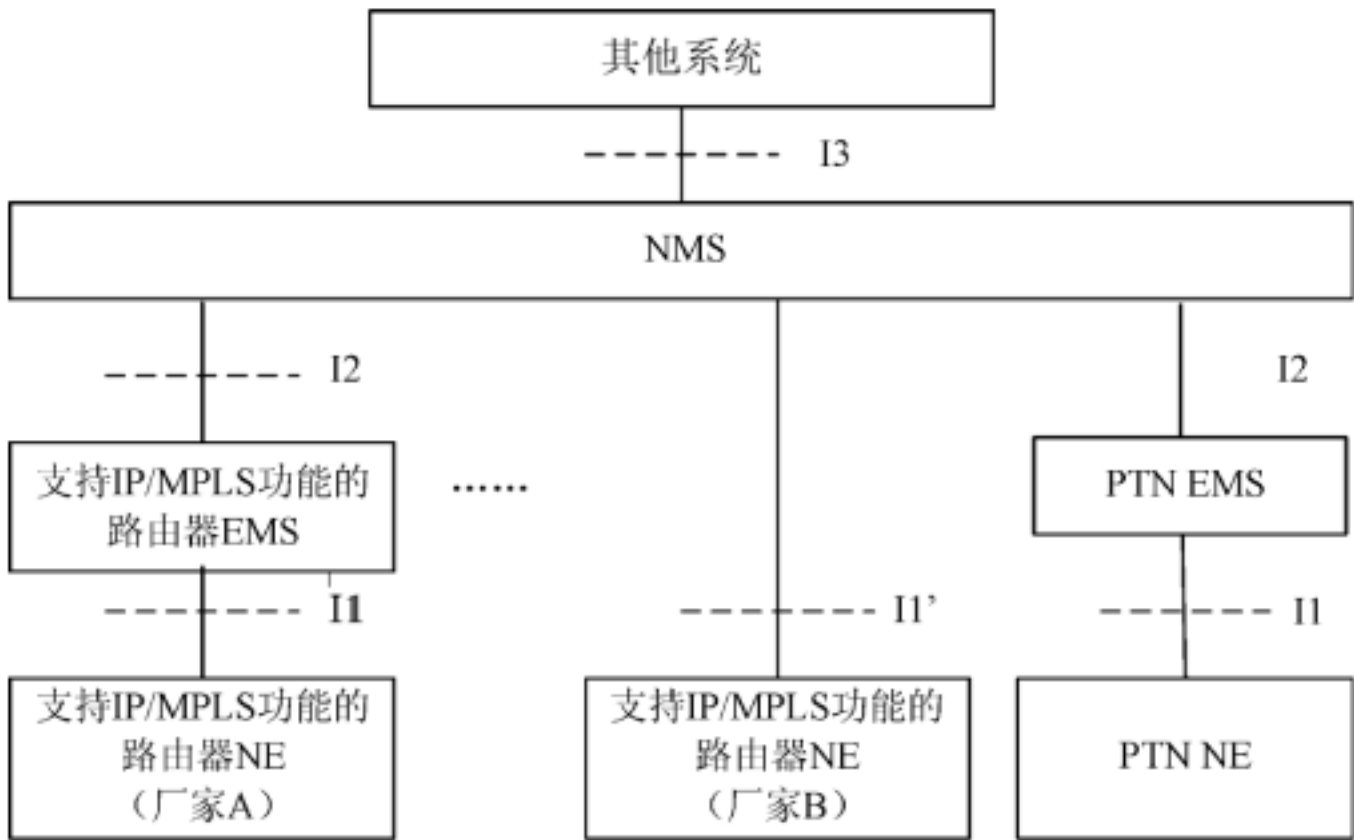 其他系统
I3
NMS
I2
I2
支持IP/MPLS功能的
路由器EMS
……
PTN EMS
I1
I1’
I1
支持IP/MPLS功能的
路由器NE
（厂家A）
支持IP/MPLS功能的
路由器NE
（厂家B）
PTN NE